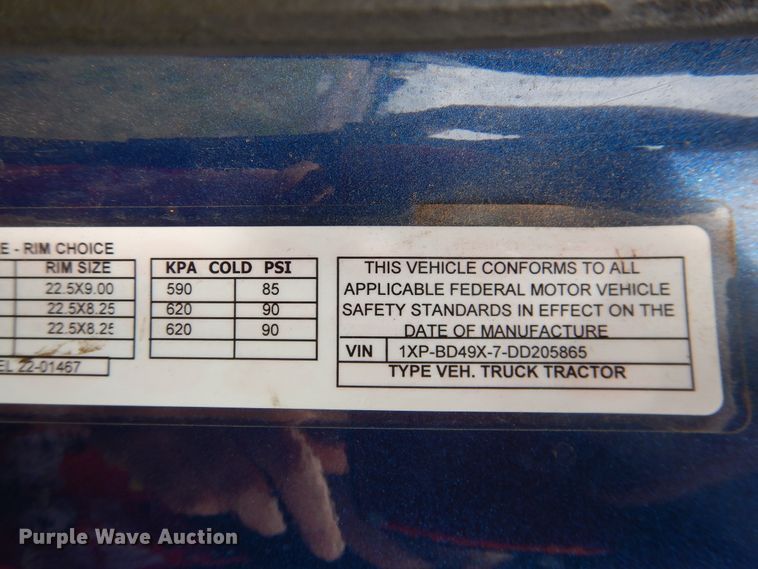 E - RIM CHOICE
RIM SIZE
22.5X9.00
22.5X8.25
22.5X8.25
EL 22-01467
KPA COLD PSI
590 85
620 90
620 90
THIS VEHICLE CONFORMS TO ALL
APPLICABLE FEDERAL MOTOR VEHICLE
SAFETY STANDARDS IN EFFECT ON THE
DATE OF MANUFACTURE
VIN 1XP-BD49X-7-DD205865
TYPE VEH. TRUCK TRACTOR
Purple Wave Auction